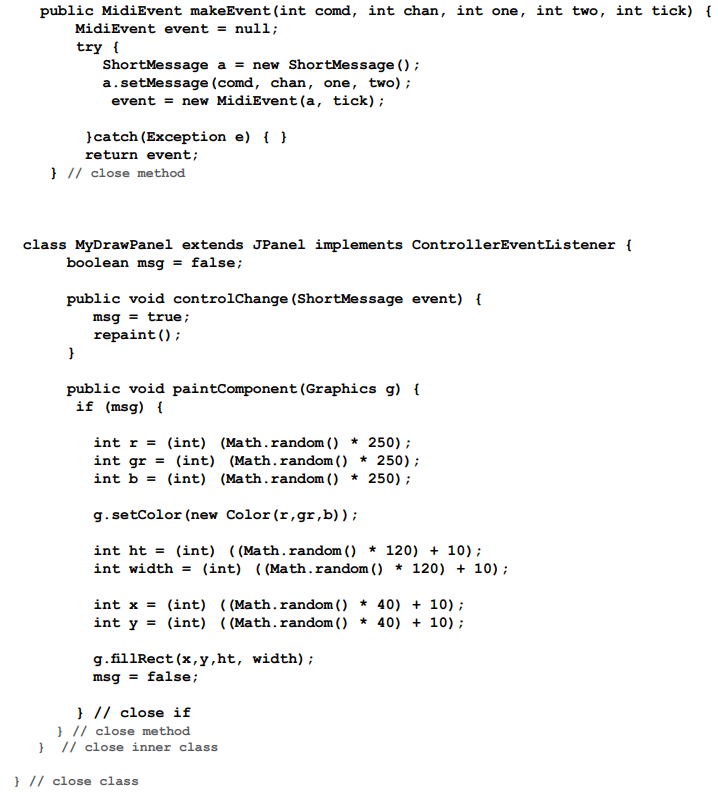 public MidiEvent makeEvent(int comd, int chan, int one, int two, int tick) {
MidiEvent event = null;
try {
ShortMessage a = new ShortMessage();
a.setMessage(comd, chan, one, two);
event = new MidiEvent(a, tick);
}catch(Exception e) { }
return event;
} // close method
class MyDrawPanel extends JPanel implements ControllerEventListener {
boolean msg = false;
public void controlChange(ShortMessage event) {
msg = true;
repaint();
}
public void paintComponent(Graphics g) {
if (msg) {
int r = (int) (Math.random() * 250);
int gr = (int) (Math.random() * 250);
int b = (int) (Math.random() * 250);
g.setColor(new Color(r,gr,b));
int ht = (int) ((Math.random() * 120) + 10);
int width = (int) ((Math.random() * 120) + 10);
int x = (int) ((Math.random() * 40) + 10);
int y = (int) ((Math.random() * 40) + 10);
g.fillRect(x,y,ht, width);
msg = false;
} // close if
} // close method
} // close inner class
} // close class